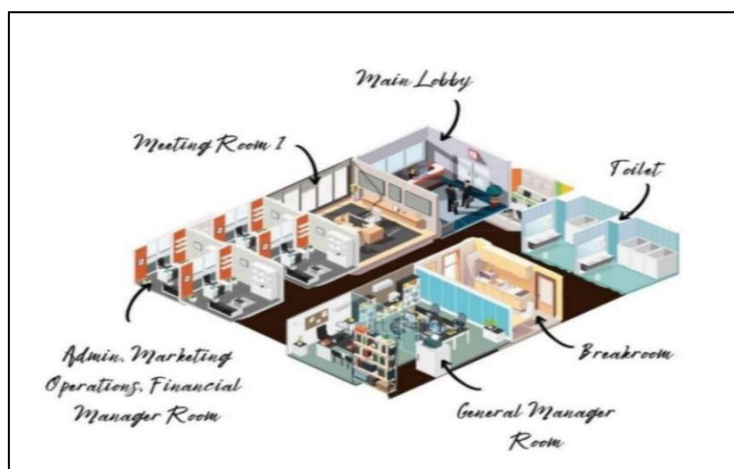 Main Lobby
Meeting Room 1
Toilet
Admin, Marketing
Operations, Financial
Manager Room
Breakroom
General Manager
Room